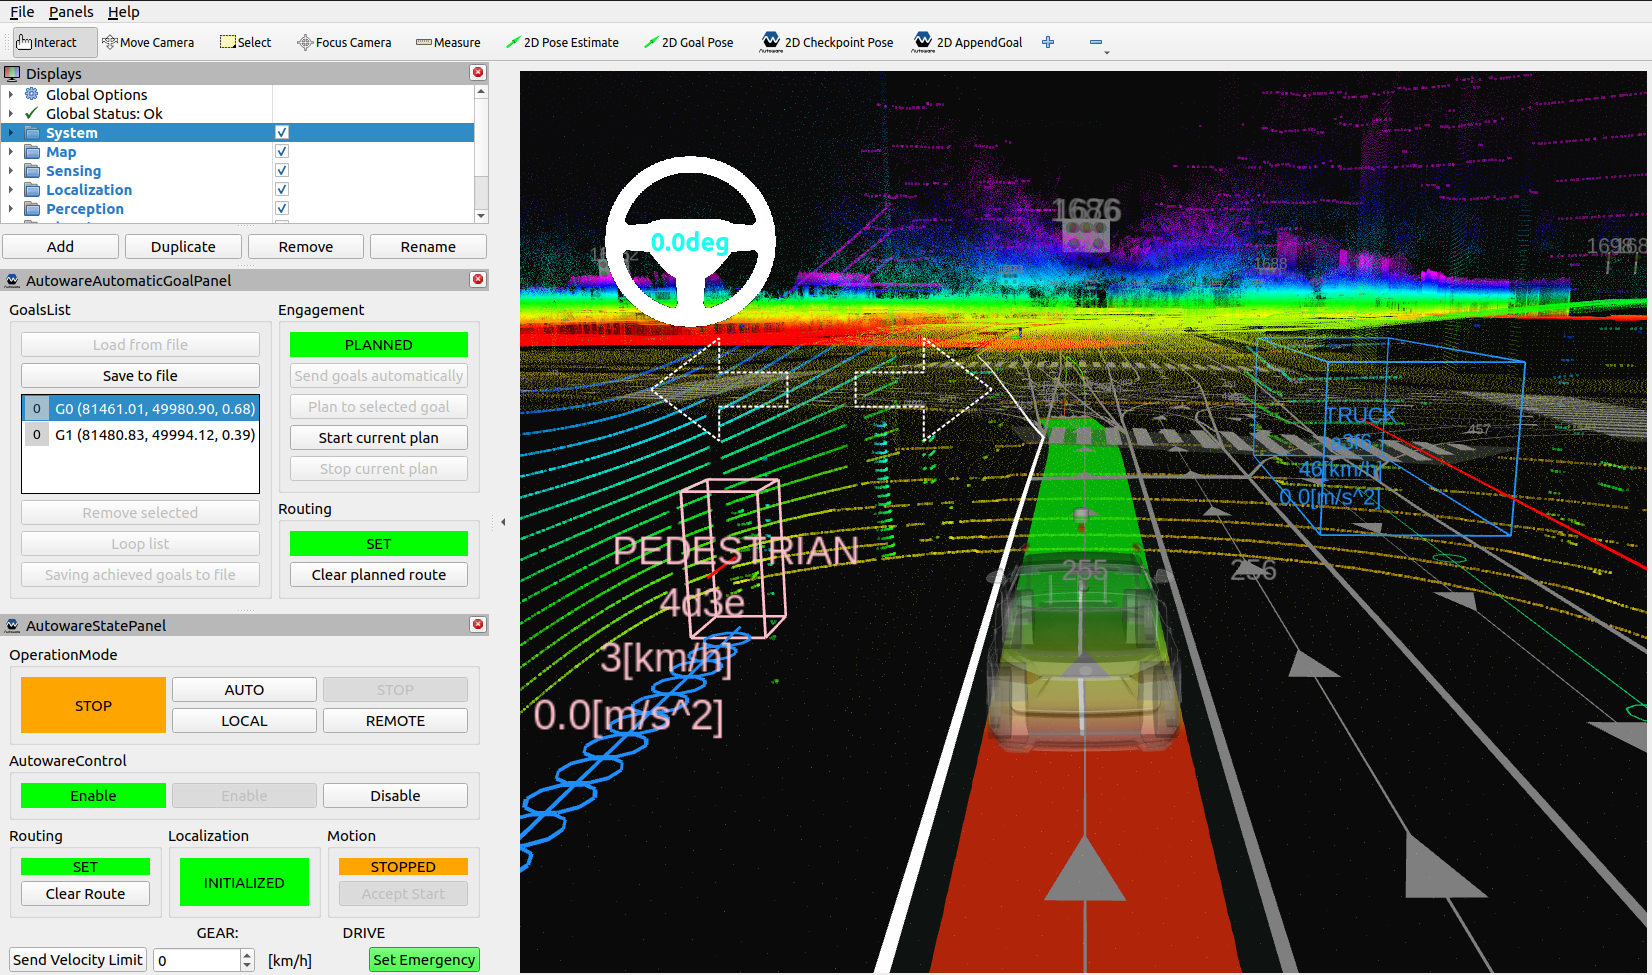 File Panels Help
Interact Move Camera Select Focus Camera Measure 2D Pose Estimate 2D Goal Pose 2D Checkpoint Pose 2D AppendGoal
Displays
Global Options
Global Status: Ok
System
Map
Sensing
Localization
Perception
Add Duplicate Remove Rename
AutowareAutomaticGoalPanel
GoalsList
Load from file
Save to file
0 G0 (81461.01, 49980.90, 0.68)
0 G1 (81480.83, 49994.12, 0.39)
Remove selected
Loop list
Saving achieved goals to file
Engagement
PLANNED
Send goals automatically
Plan to selected goal
Start current plan
Stop current plan
Routing
SET
Clear planned route
AutowareStatePanel
OperationMode
STOP
AUTO STOP
LOCAL REMOTE
AutowareControl
Enable Enable Disable
Routing
SET
Clear Route
Localization
INITIALIZED
Motion
STOPPED
Accept Start
GEAR: DRIVE
Send Velocity Limit 0 [km/h] Set Emergency
0.0deg
1688
TRUCK
46[km/h]
0.0[m/s^2]
457
PEDESTRIAN
4d3e
3[km/h]
0.0[m/s^2]
255
256